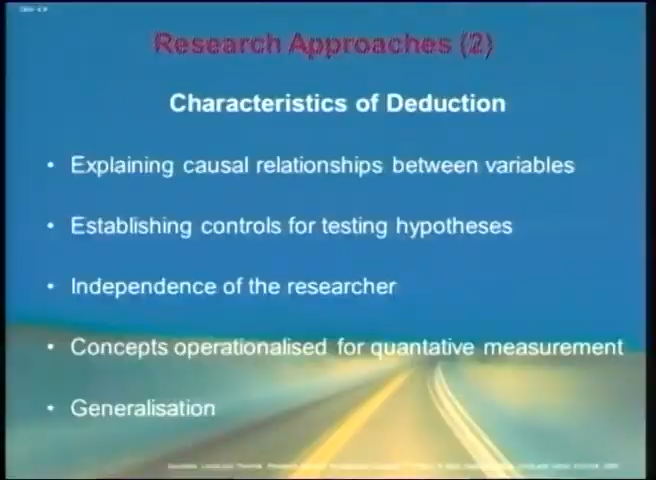 Research Approaches (2)
Characteristics of Deduction
• Explaining causal relationships between variables
• Establishing controls for testing hypotheses
• Independence of the researcher
• Concepts operationalised for quantative measurement
• Generalisation